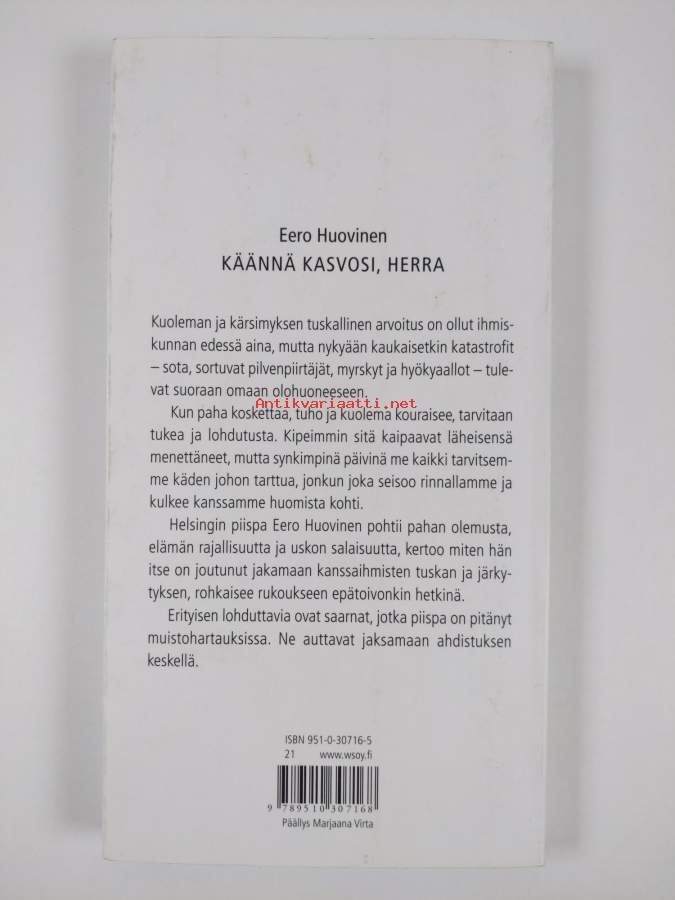 Eero Huovinen
KÄÄNNÄ KASVOSI, HERRA
Kuoleman ja kärsimyksen tuskallinen arvoitus on ollut ihmis-
kunnan edessä aina, mutta nykyään kaukaisetkin katastrofit
– sota, sortuvat pilvenpiirtäjät, myrskyt ja hyökyaallot – tule-
vat suoraan omaan olohuoneeseen.
Antikvariaatti.net
Kun paha koskettaa, tuho ja kuolema kouraisee, tarvitaan
tukea ja lohdutusta. Kipeimmin sitä kaipaavat läheisensä
menettäneet, mutta synkimpinä päivinä me kaikki tarvitsem-
me käden johon tarttua, jonkun joka seisoo rinnallamme ja
kulkee kanssamme huomista kohti.
Helsingin piispa Eero Huovinen pohtii pahan olemusta,
elämän rajallisuutta ja uskon salaisuutta, kertoo miten hän
itse on joutunut jakamaan kanssaihmisten tuskan ja järky-
tyksen, rohkaisee rukoukseen epätoivonkin hetkinä.
Erityisen lohduttavia ovat saarnat, jotka piispa on pitänyt
muistohartauksissa. Ne auttavat jaksamaan ahdistuksen
keskellä.
ISBN 951-0-30716-5
21 www.wsoy.fi
9 789510 307168
Päällys Marjaana Virta